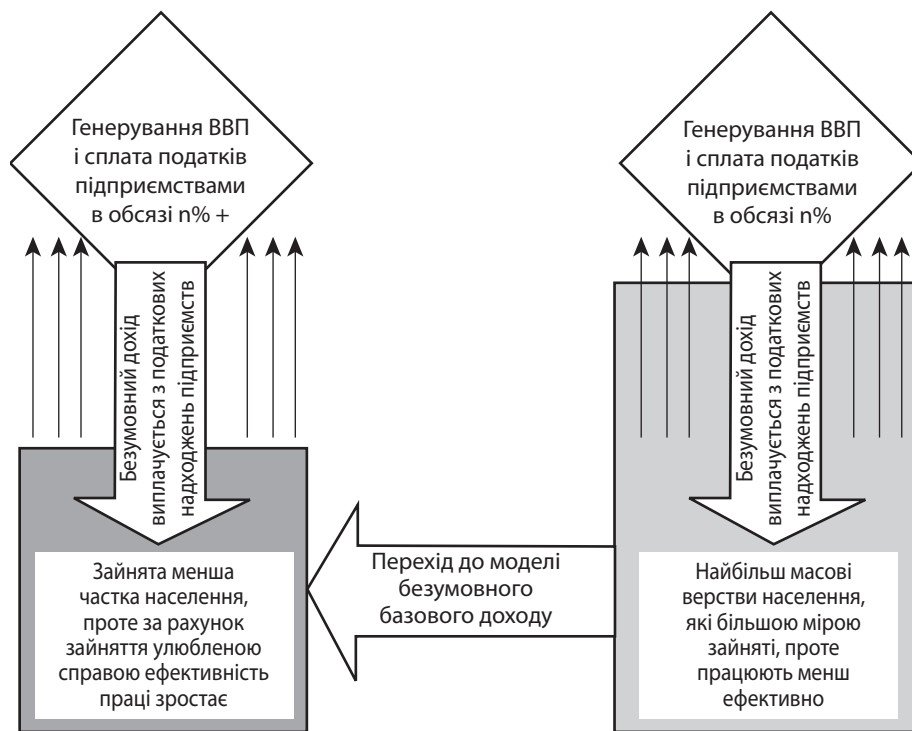 Генерування ВВП
і сплата податків
підприємствами
в обсязі n% +
Безумовний дохід
виплачується з податкових
надходжень підприємств
Зайнята менша
частка населення,
проте за рахунок
зайняття улюбленою
справою ефективність
праці зростає
Перехід до моделі
безумовного
базового доходу
Генерування ВВП
і сплата податків
підприємствами
в обсязі n%
Безумовний дохід
виплачується з податкових
надходжень підприємств
Найбільш масові
верстви населення,
які більшою мірою
зайняті, проте
працюють менш
ефективно